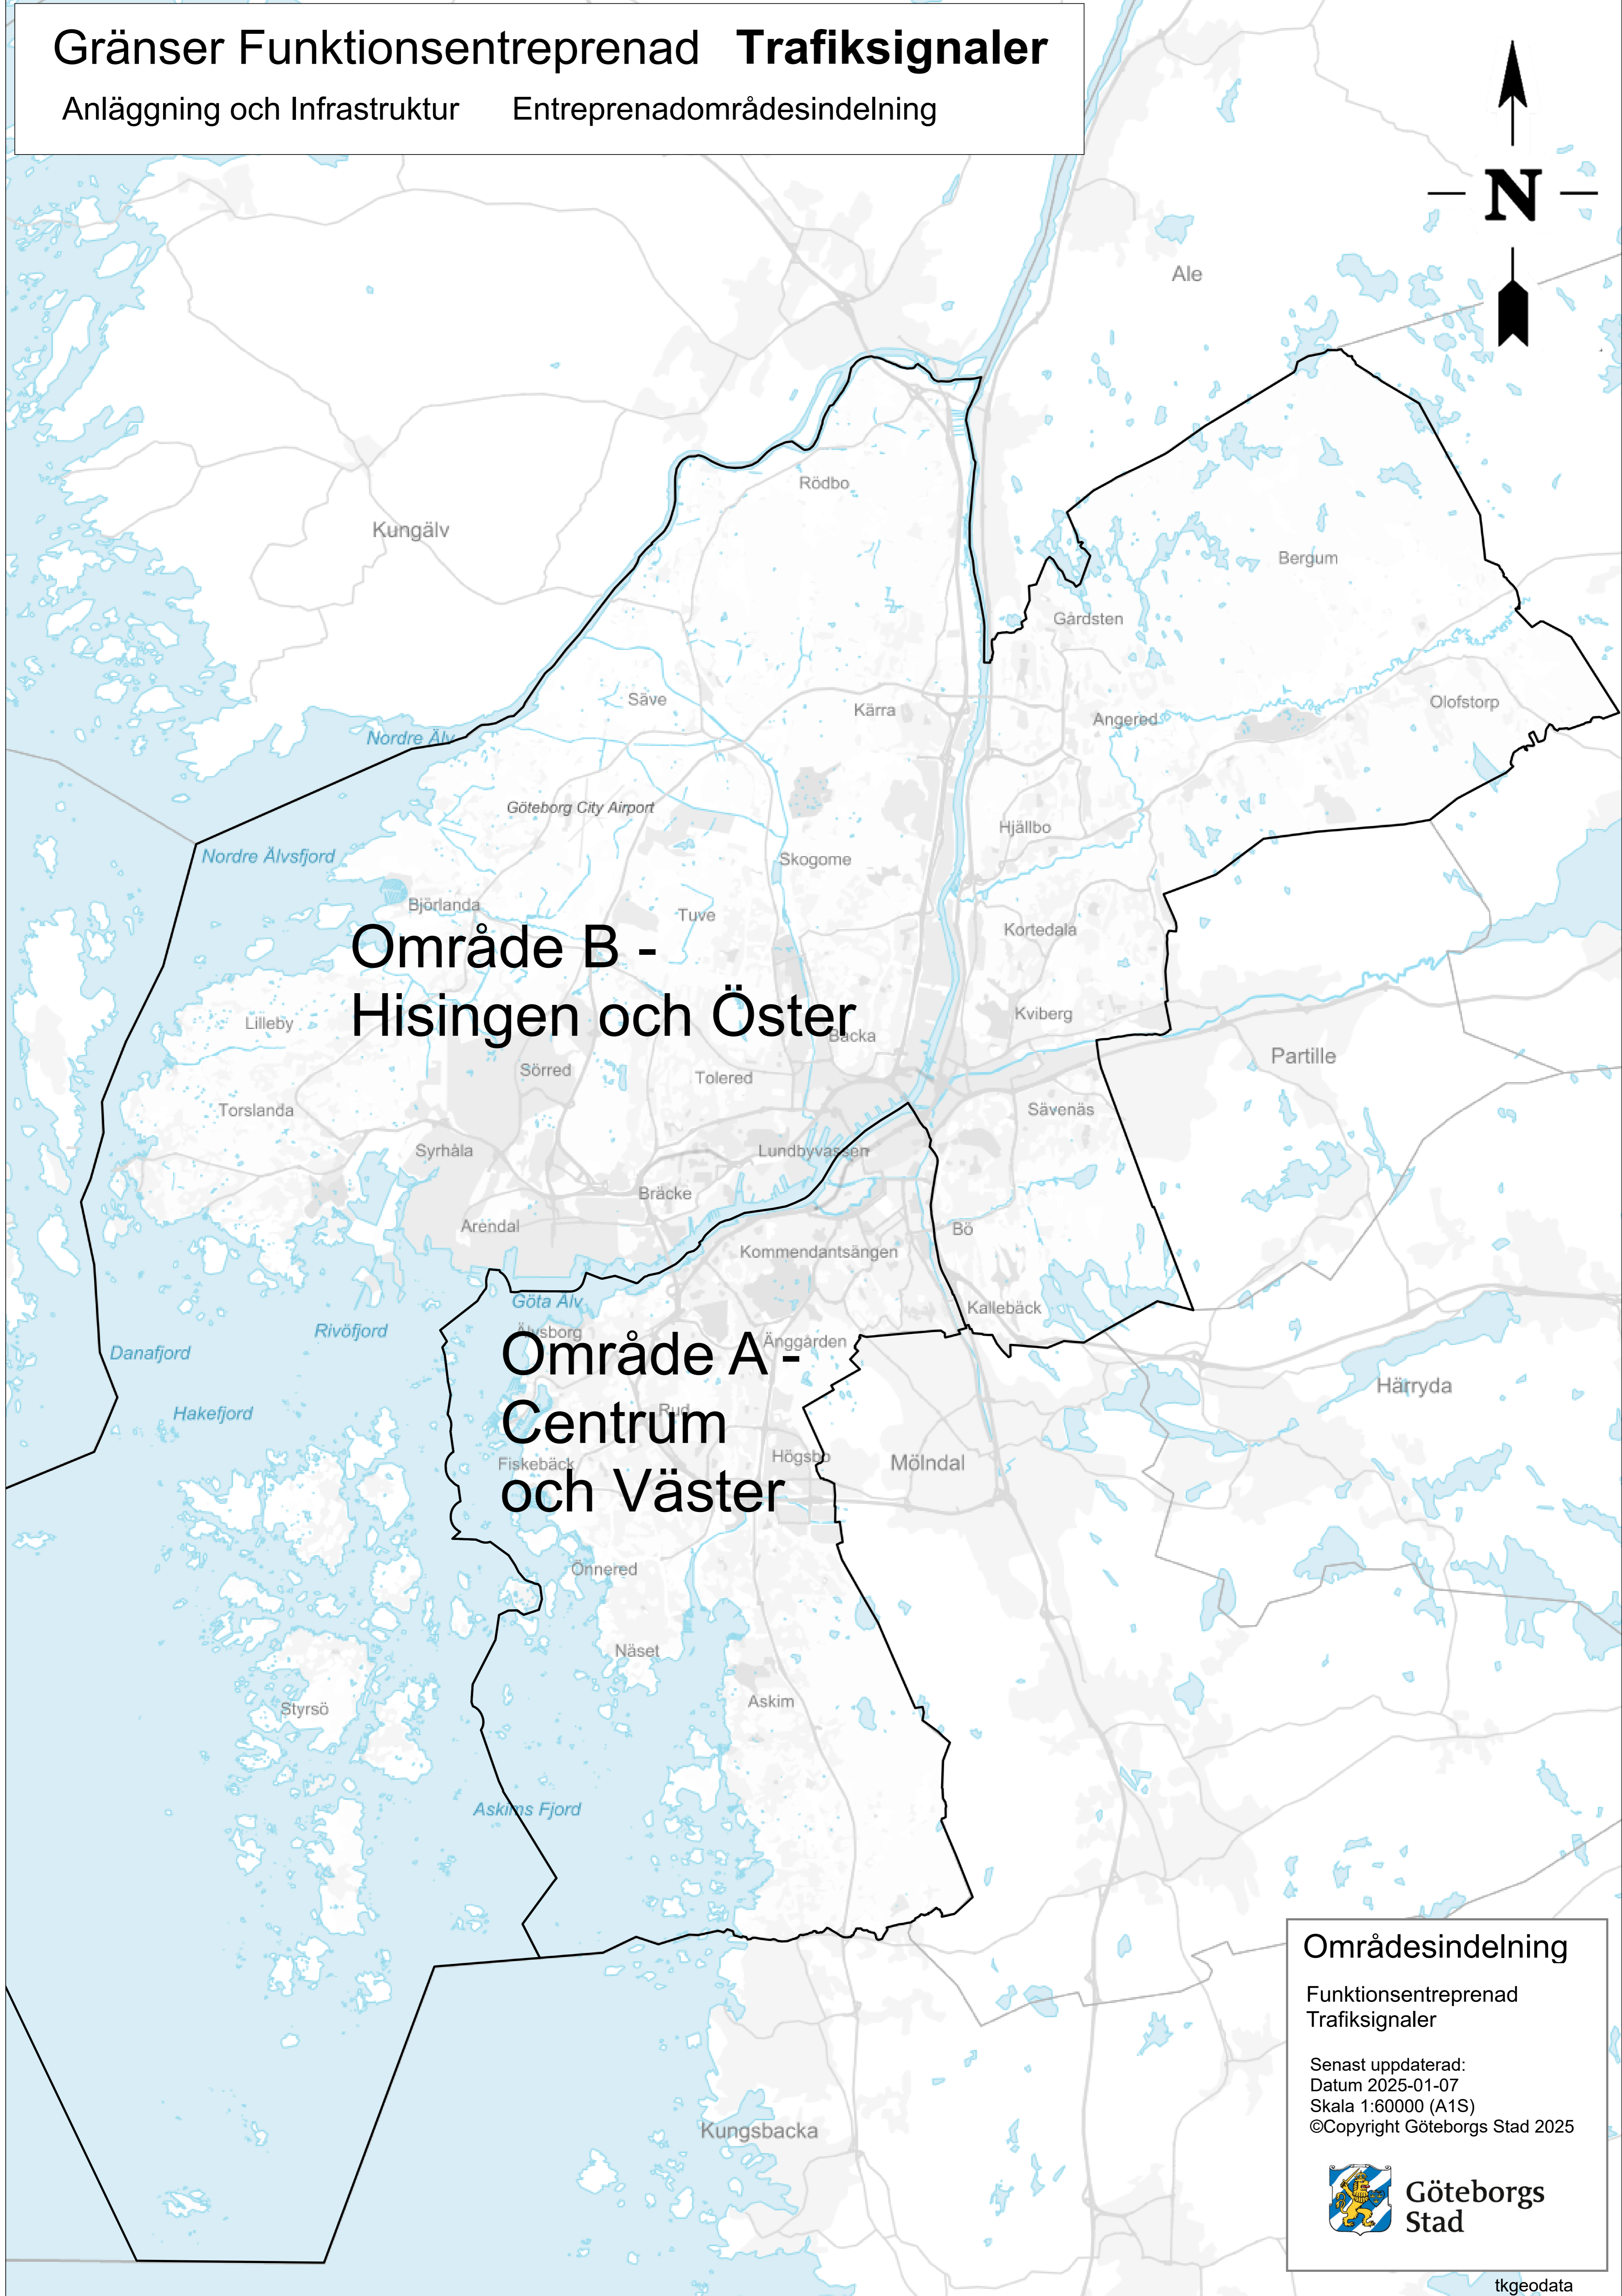 Gränser Funktionsentreprenad Trafiksignaler
Anläggning och Infrastruktur Entreprenadområdesindelning
N
Ale
Rödbo
Kungälv
Bergum
Gårdsten
Säve
Kärra
Angered
Olofstorp
Nordre Älv
Göteborg City Airport
Hjällbo
Nordre Älvsfjord
Skogome
Björlanda
Tuve
Kortedala
Område B -
Hisingen och Öster
Lilleby
Kviberg
Backa
Partille
Sörred
Tolered
Torslanda
Sävenäs
Syrhåla
Lundbyvassen
Bräcke
Arendal
Bö
Kommendantsängen
Göta Älv
Kallebäck
Rivöfjord
Älvsborg
Änggården
Danafjord
Område A -
Centrum
och Väster
Härryda
Hakefjord
Rud
Högsbo
Fiskebäck
Mölndal
Önnered
Näset
Askim
Styrsö
Askims Fjord
Kungsbacka
Områdesindelning
Funktionsentreprenad
Trafiksignaler
Senast uppdaterad:
Datum 2025-01-07
Skala 1:60000 (A1S)
©Copyright Göteborgs Stad 2025
Göteborgs
Stad
tkgeodata